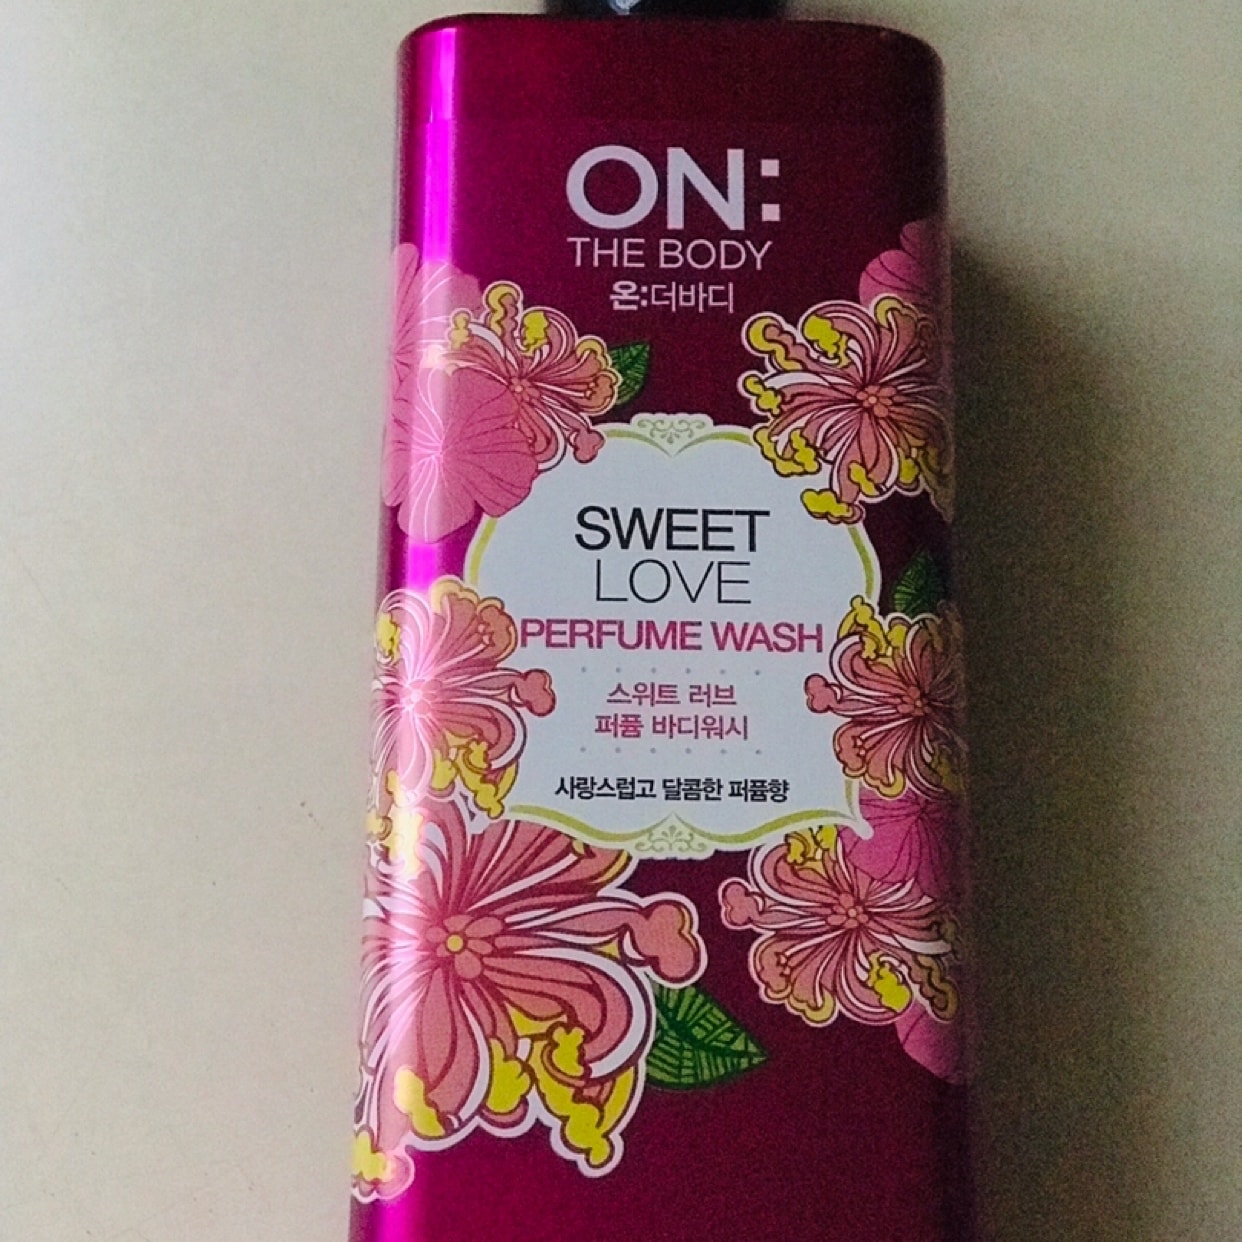 ON:
THE BODY
온:더바디
SWEET
LOVE
PERFUME WASH
스위트 러브
퍼퓸 바디워시
사랑스럽고 달콤한 퍼퓸향